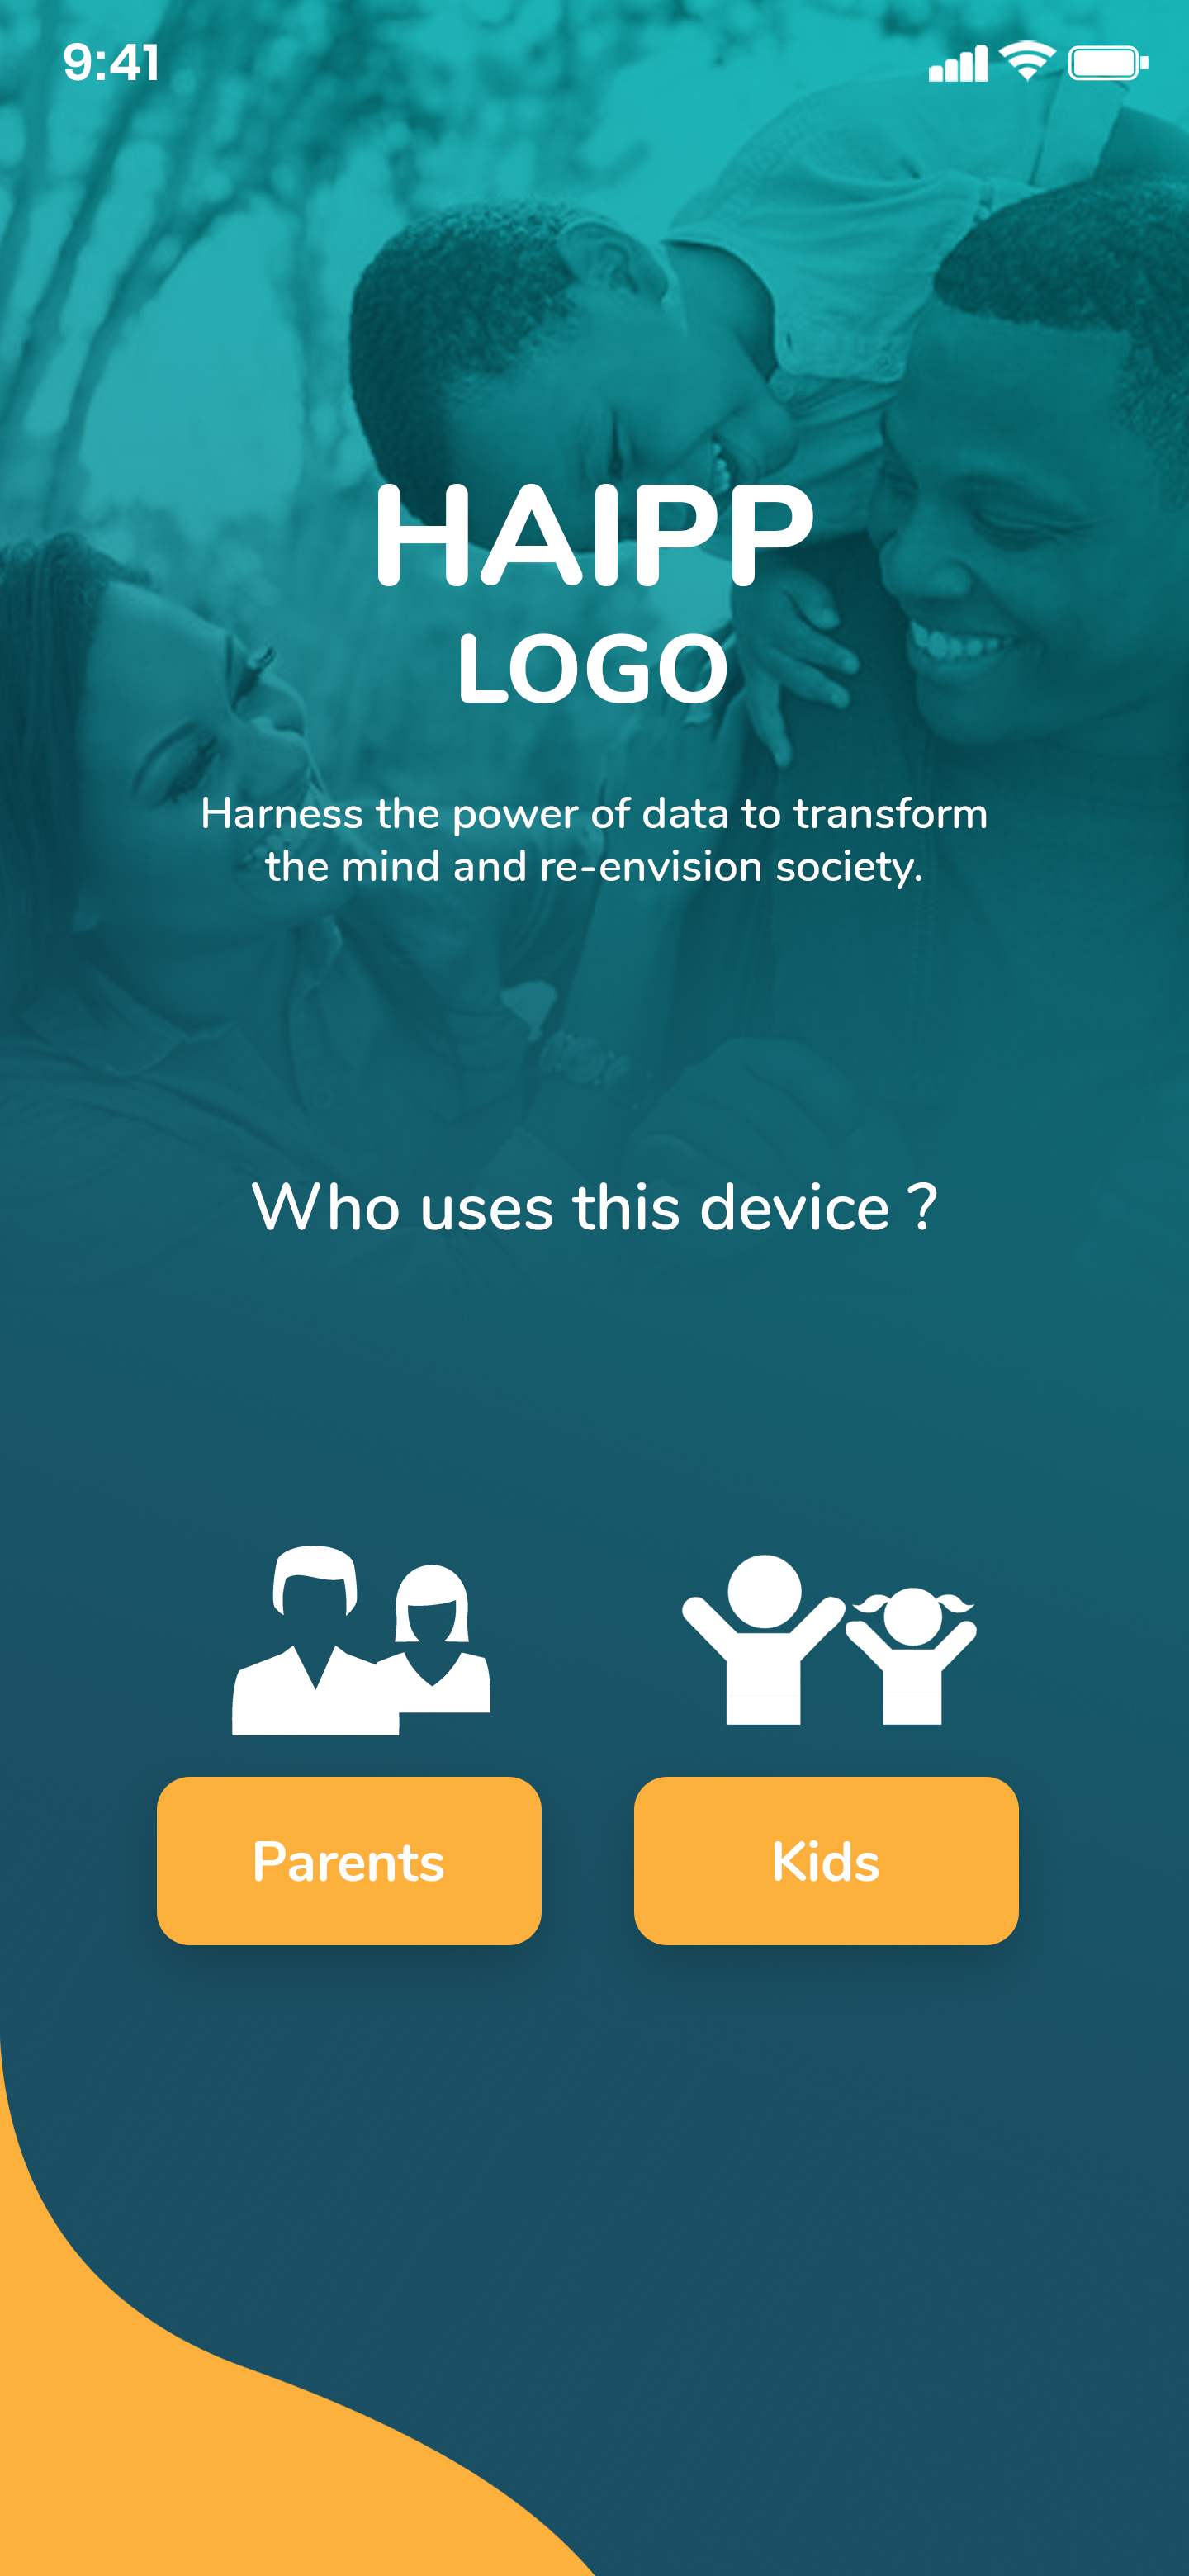 9:41
HAIPP
LOGO
Harness the power of data to transform
the mind and re-envision society.
Who uses this device ?
Parents
Kids